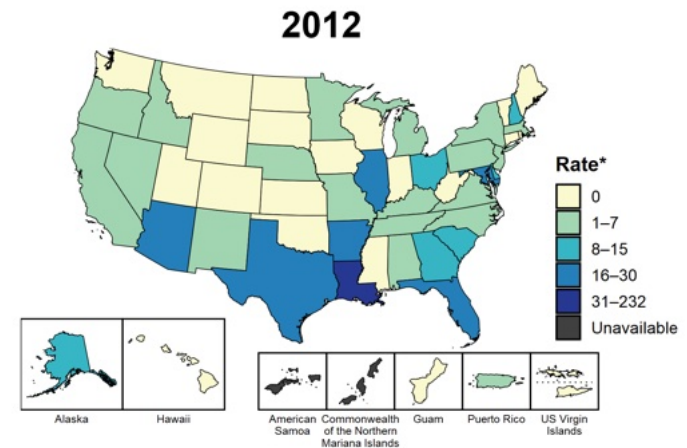 2012
Rate*
0
1–7
8–15
16–30
31–232
Unavailable
Alaska
Hawaii
American
Samoa
Commonwealth
of the Northern
Mariana Islands
Guam
Puerto Rico
US Virgin
Islands